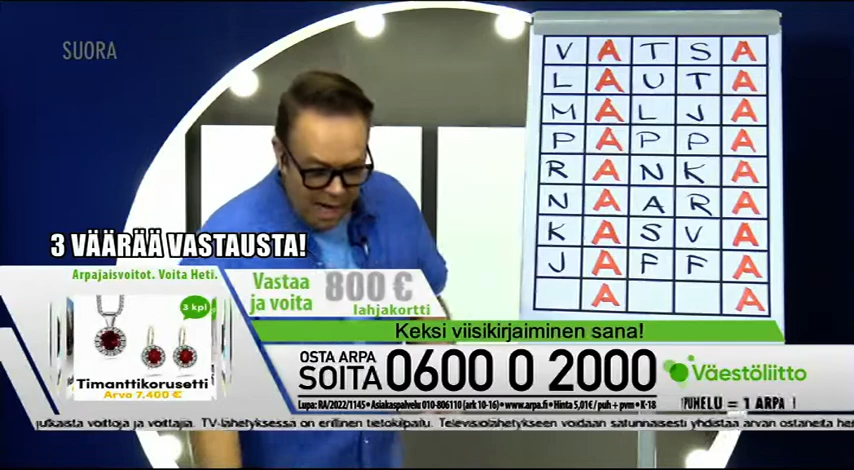 SUORA
V A T S A
L A U T A
M A L J A
P A P P A
R A N K A
N A A R A
K A S V A
J A F F A
A A
3 VÄÄRÄÄ VASTAUSTA!
Arpajaisvoitot. Voita Heti.
3 kpl
Timanttikorusetti
Arvo 7.400 €
Vastaa
ja voita
800 €
lahjakortti
Keksi viisikirjaiminen sana!
OSTA ARPA
SOITA 0600 0 2000
Väestöliitto
Lupa: RA/2022/1145 • Asiakaspalvelu 010-806110 (ark 10-16) • www.arpa.fi • Hinta 5,01€/puh + pvm • K-18
PUHELU = 1 ARPA
julkaista voittoja ja voittajia. TV-lähetyksessä on erillinen tietokilpailu. Televisiolähetykseen voidaan satunnaisesti yhdistää arvan ostaneita